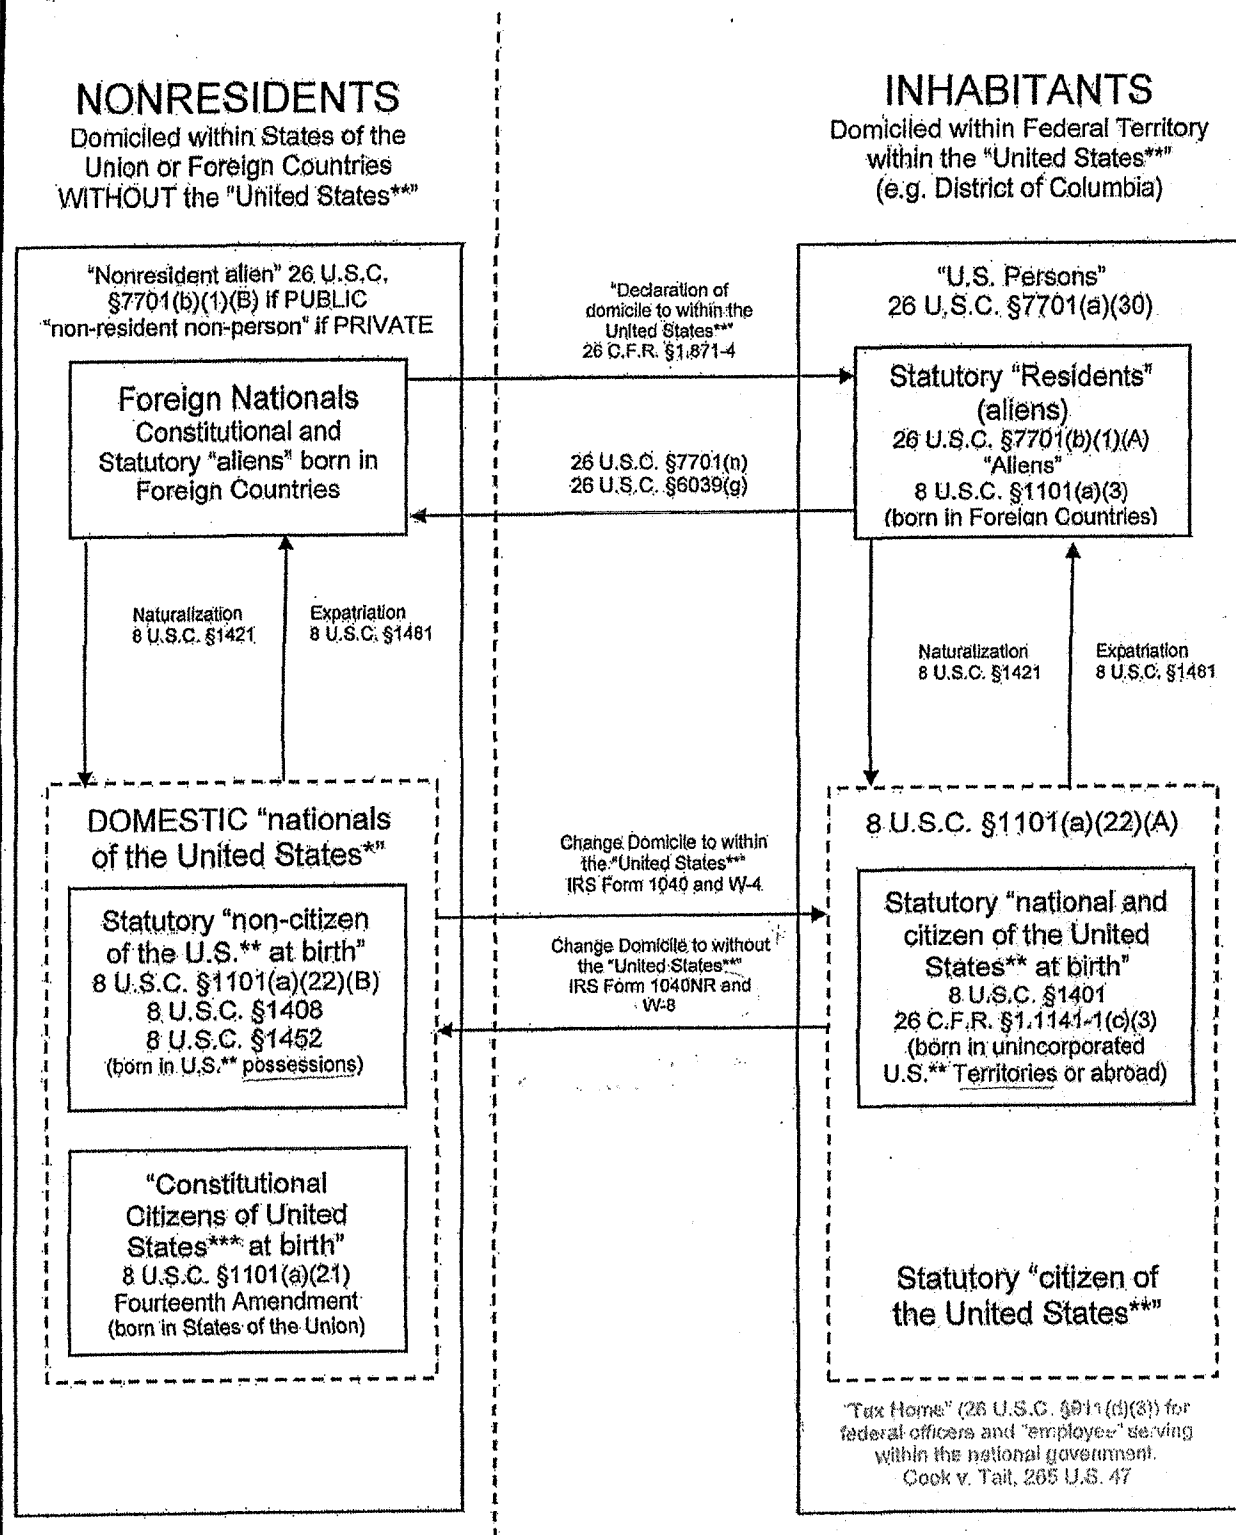 NONRESIDENTS
Domiciled within States of the
Union or Foreign Countries
WITHOUT the "United States**"
INHABITANTS
Domiciled within Federal Territory
within the "United States**"
(e.g. District of Columbia)
"Nonresident alien" 26 U.S.C.
§7701(b)(1)(B) if PUBLIC
"non-resident non-person" if PRIVATE
Foreign Nationals
Constitutional and
Statutory "aliens" born in
Foreign Countries
"Declaration of
domicile to within the
United States**"
26 C.F.R. §1.871-4
26 U.S.C. §7701(n)
26 U.S.C. §6039(g)
"U.S. Persons"
26 U.S.C. §7701(a)(30)
Statutory "Residents"
(aliens)
26 U.S.C. §7701(b)(1)(A)
"Aliens"
8 U.S.C. §1101(a)(3)
(born in Foreign Countries)
Naturalization
8 U.S.C. §1421
Expatriation
8 U.S.C. §1481
Naturalization
8 U.S.C. §1421
Expatriation
8 U.S.C. §1481
DOMESTIC "nationals
of the United States*"
Statutory "non-citizen
of the U.S.** at birth"
8 U.S.C. §1101(a)(22)(B)
8 U.S.C. §1408
8 U.S.C. §1452
(born in U.S.** possessions)
"Constitutional
Citizens of United
States*** at birth"
8 U.S.C. §1101(a)(21)
Fourteenth Amendment
(born in States of the Union)
Change Domicile to within
the "United States**"
IRS Form 1040 and W-4
Change Domicile to without
the "United States**"
IRS Form 1040NR and
W-8
8 U.S.C. §1101(a)(22)(A)
Statutory "national and
citizen of the United
States** at birth"
8 U.S.C. §1401
26 C.F.R. §1.1141-1(c)(3)
(born in unincorporated
U.S.** Territories or abroad)
Statutory "citizen of
the United States**"
"Tax Home" (26 U.S.C. §911(d)(3)) for
federal officers and "employee" serving
within the national government.
Cook v. Tait, 265 U.S. 47